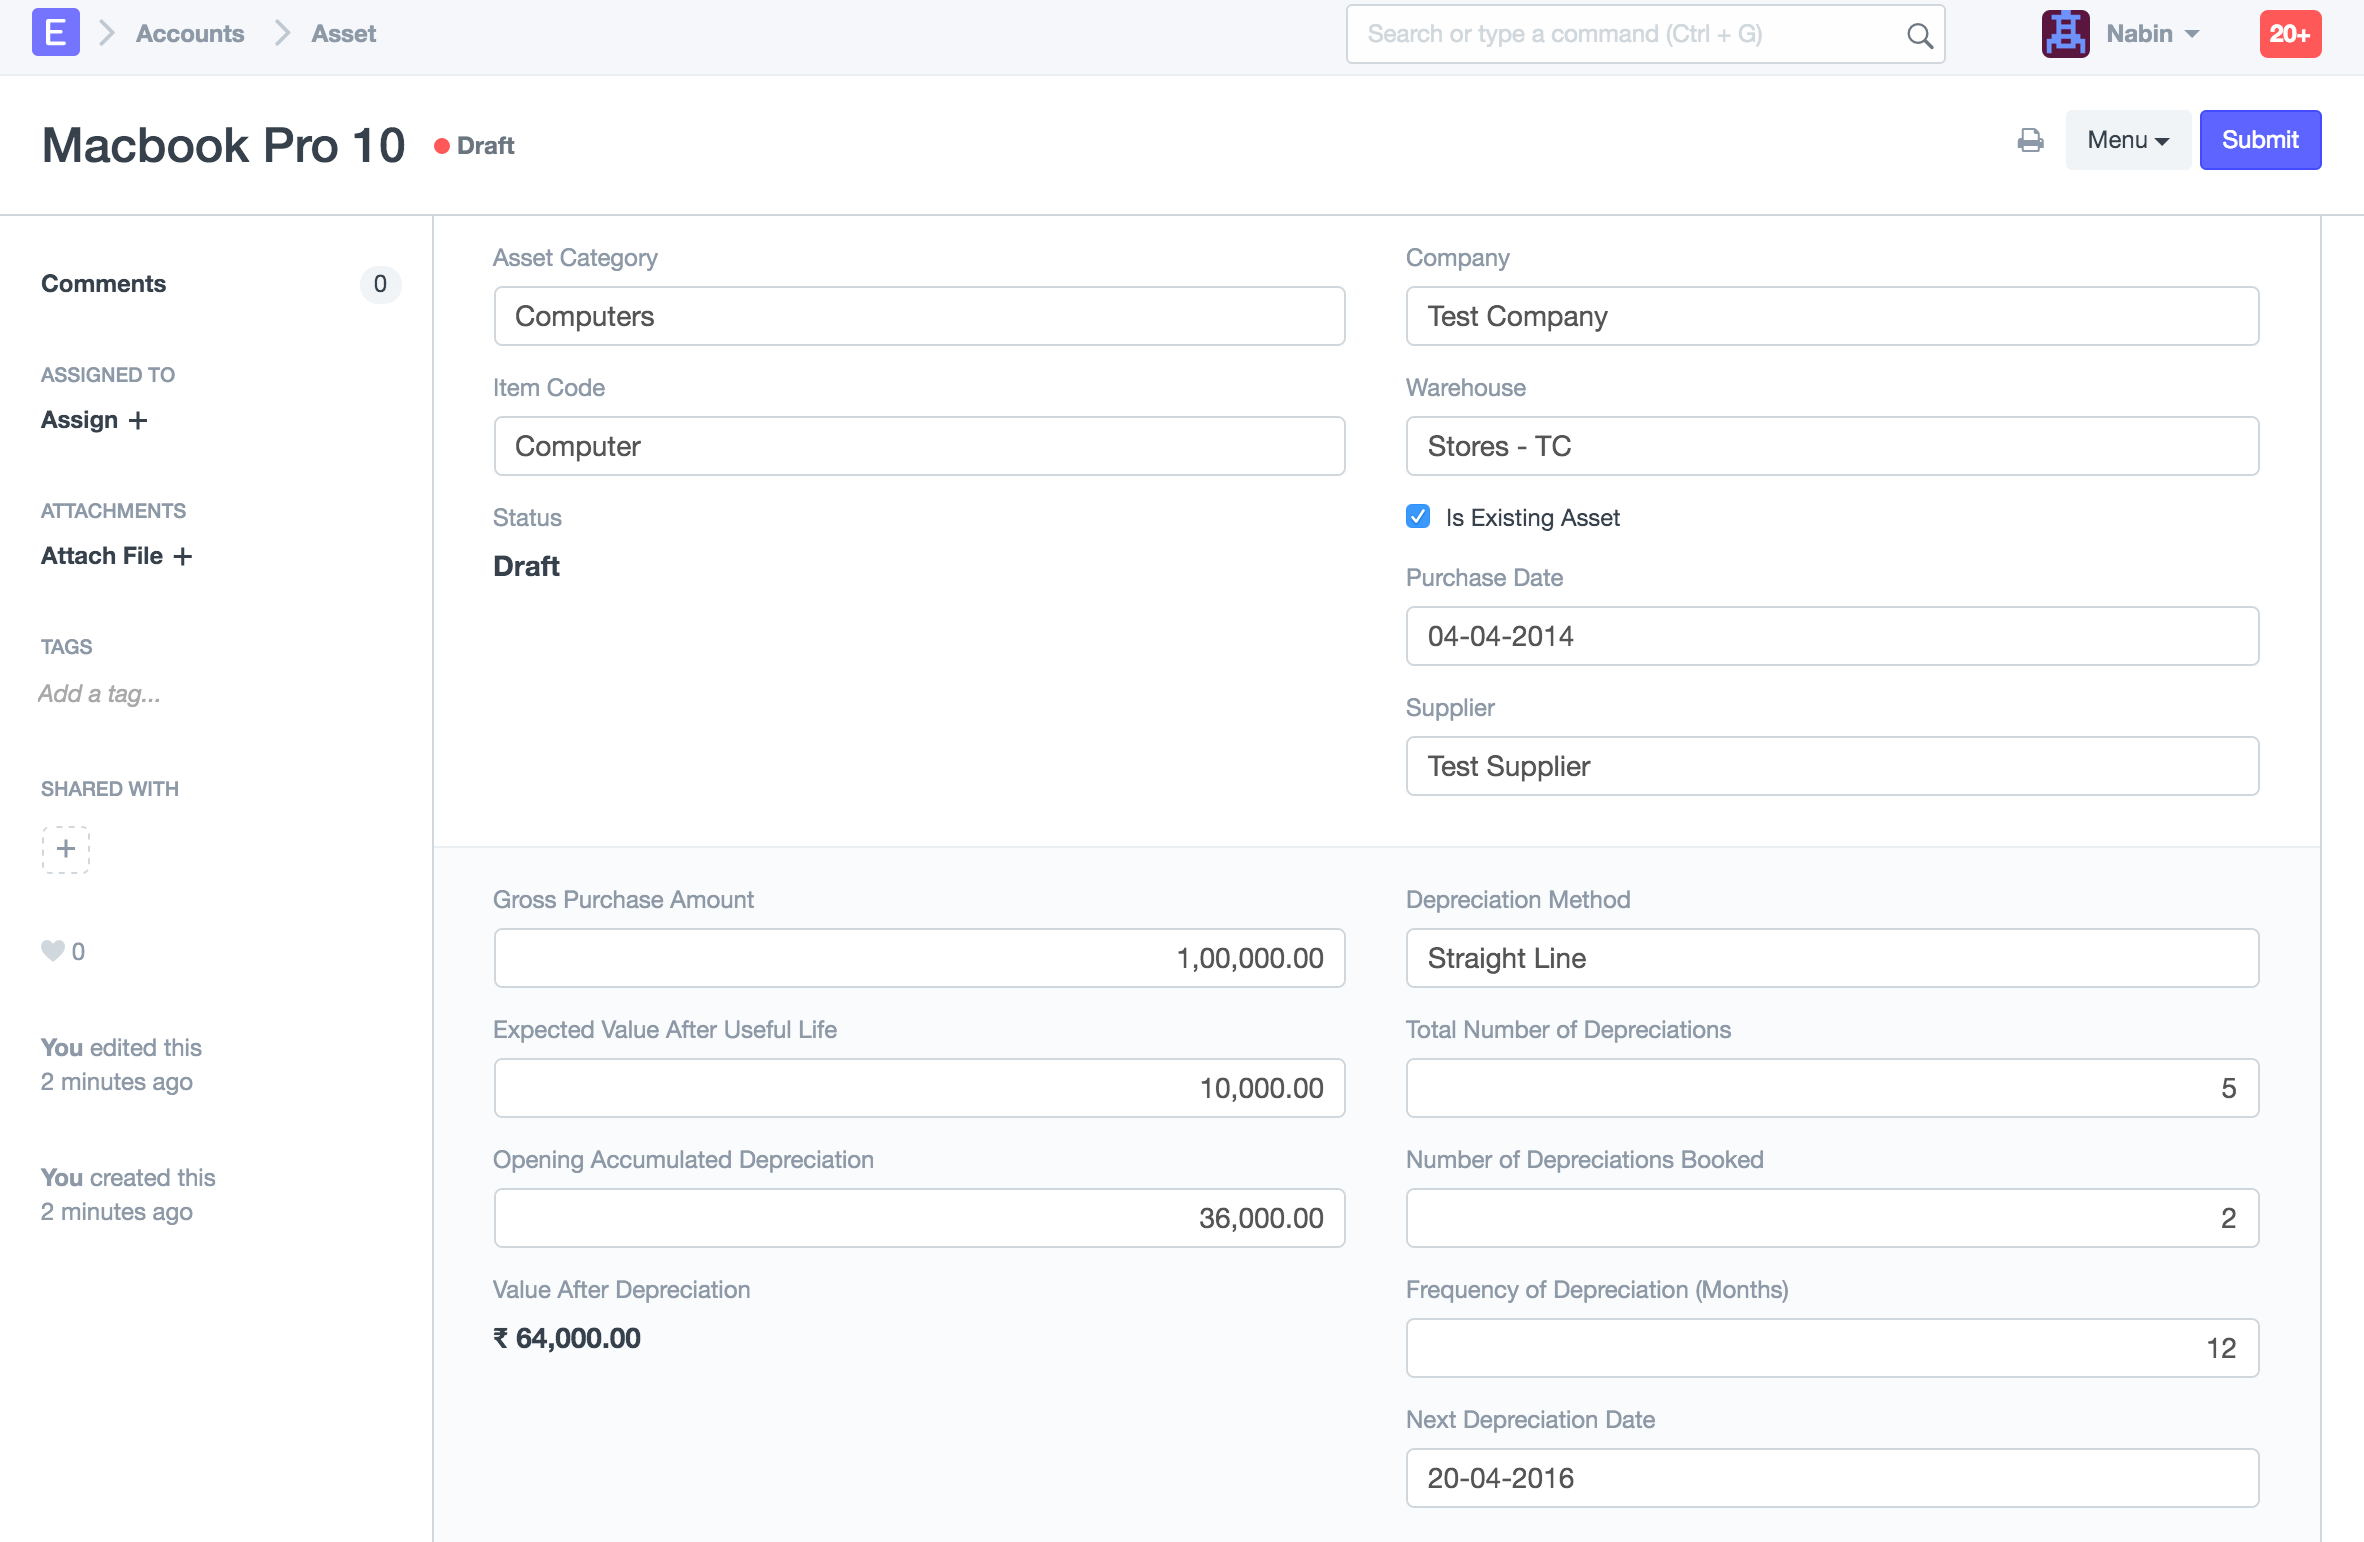 E Accounts Asset Search or type a command (Ctrl + G) Nabin 20+
Macbook Pro 10 Draft Menu Submit
Comments 0
ASSIGNED TO
Assign +
ATTACHMENTS
Attach File +
TAGS
Add a tag...
SHARED WITH
+
0
You edited this
2 minutes ago
You created this
2 minutes ago
Asset Category
Computers
Item Code
Computer
Status
Draft
Company
Test Company
Warehouse
Stores - TC
Is Existing Asset
Purchase Date
04-04-2014
Supplier
Test Supplier
Gross Purchase Amount
1,00,000.00
Expected Value After Useful Life
10,000.00
Opening Accumulated Depreciation
36,000.00
Value After Depreciation
₹ 64,000.00
Depreciation Method
Straight Line
Total Number of Depreciations
5
Number of Depreciations Booked
2
Frequency of Depreciation (Months)
12
Next Depreciation Date
20-04-2016